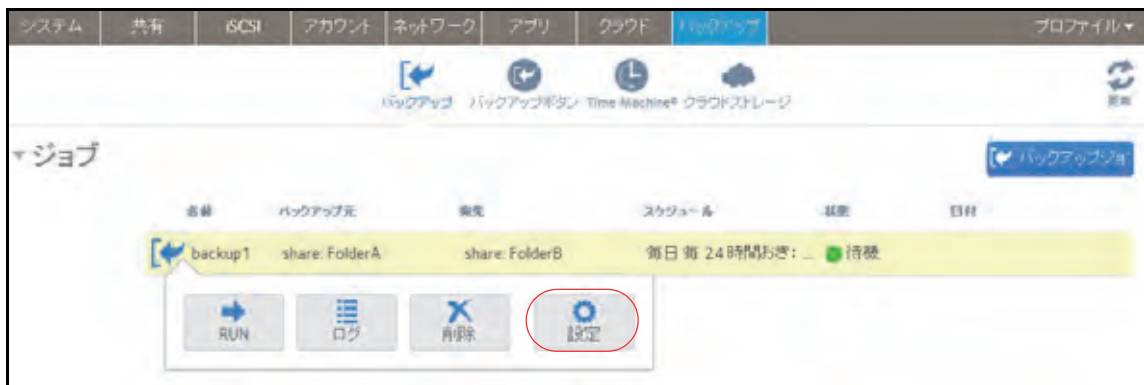 システム 共有 iSCSI アカウント ネットワーク アプリ クラウド バックアップ プロファイル
バックアップ バックアップボタン Time Machine® クラウドストレージ 更新
ジョブ
バックアップジョ
名前 バックアップ元 宛先 スケジュール 状態 日付
backup1 share: FolderA share: FolderB 毎日 毎 24時間おき: ... 待機
RUN ログ 削除 設定